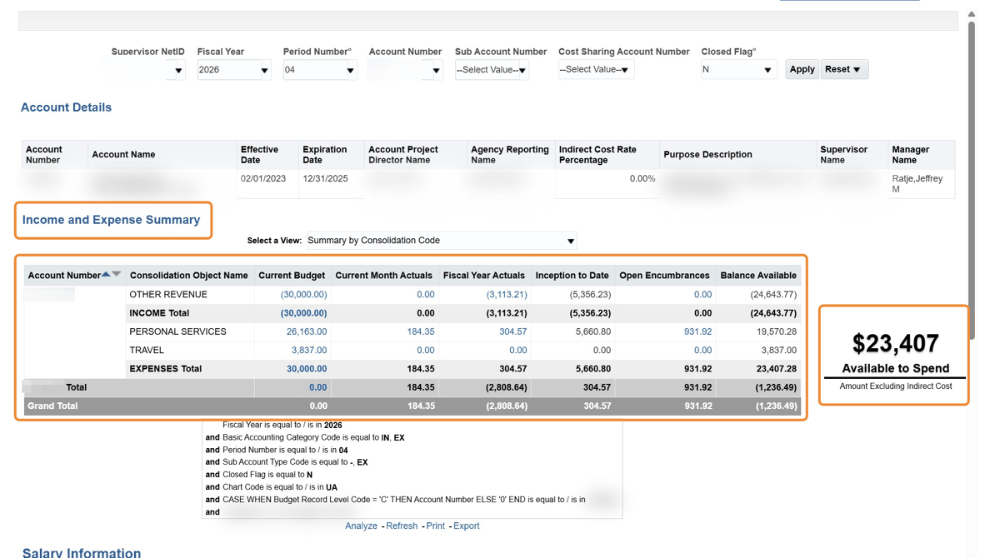 Supervisor NetID Fiscal Year Period Number° Account Number Sub Account Number Cost Sharing Account Number Closed Flag°
2026 04 --Select Value-- --Select Value-- N Apply Reset
Account Details
Account Number Account Name Effective Date Expiration Date Account Project Director Name Agency Reporting Name Indirect Cost Rate Percentage Purpose Description Supervisor Name Manager Name
02/01/2023 12/31/2025 0.00% Ratje,Jeffrey M
Income and Expense Summary
Select a View: Summary by Consolidation Code
Account Number Consolidation Object Name Current Budget Current Month Actuals Fiscal Year Actuals Inception to Date Open Encumbrances Balance Available
OTHER REVENUE (30,000.00) 0.00 (3,113.21) (5,356.23) 0.00 (24,643.77)
INCOME Total (30,000.00) 0.00 (3,113.21) (5,356.23) 0.00 (24,643.77)
PERSONAL SERVICES 26,163.00 184.35 304.57 5,660.80 931.92 19,570.28
TRAVEL 3,837.00 0.00 0.00 0.00 0.00 3,837.00
EXPENSES Total 30,000.00 184.35 304.57 5,660.80 931.92 23,407.28
Total 0.00 184.35 (2,808.64) 304.57 931.92 (1,236.49)
Grand Total 0.00 184.35 (2,808.64) 304.57 931.92 (1,236.49)
$23,407
Available to Spend
Amount Excluding Indirect Cost
Fiscal Year is equal to / is in 2026
and Basic Accounting Category Code is equal to IN, EX
and Period Number is equal to / is in 04
and Sub Account Type Code is equal to -, EX
and Closed Flag is equal to N
and Chart Code is equal to / is in UA
and CASE WHEN Budget Record Level Code = 'C' THEN Account Number ELSE '0' END is equal to / is in
and
Analyze - Refresh - Print - Export
Salary Information